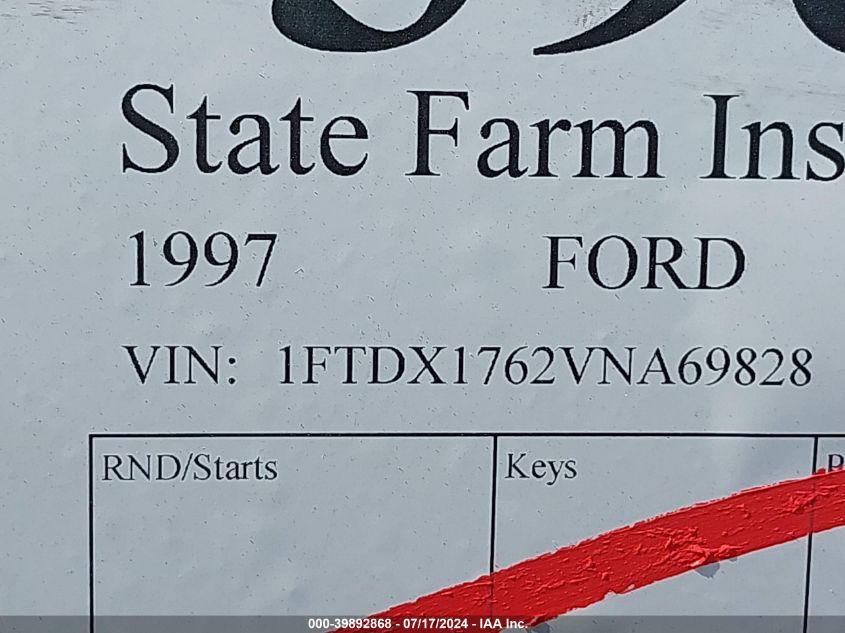 State Farm Ins
1997 FORD
VIN: 1FTDX1762VNA69828
RND/Starts Keys
000-39892868 - 07/17/2024 - IAA Inc.